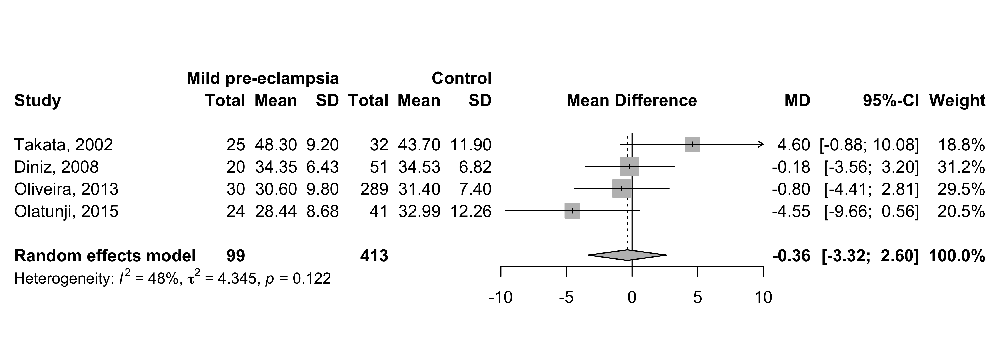 Mild pre-eclampsia Control
Study Total Mean SD Total Mean SD Mean Difference MD 95%-CI Weight
Takata, 2002 25 48.30 9.20 32 43.70 11.90 4.60 [-0.88; 10.08] 18.8%
Diniz, 2008 20 34.35 6.43 51 34.53 6.82 -0.18 [-3.56; 3.20] 31.2%
Oliveira, 2013 30 30.60 9.80 289 31.40 7.40 -0.80 [-4.41; 2.81] 29.5%
Olatunji, 2015 24 28.44 8.68 41 32.99 12.26 -4.55 [-9.66; 0.56] 20.5%
Random effects model 99 413 -0.36 [-3.32; 2.60] 100.0%
Heterogeneity: I² = 48%, τ² = 4.345, p = 0.122
-10 -5 0 5 10